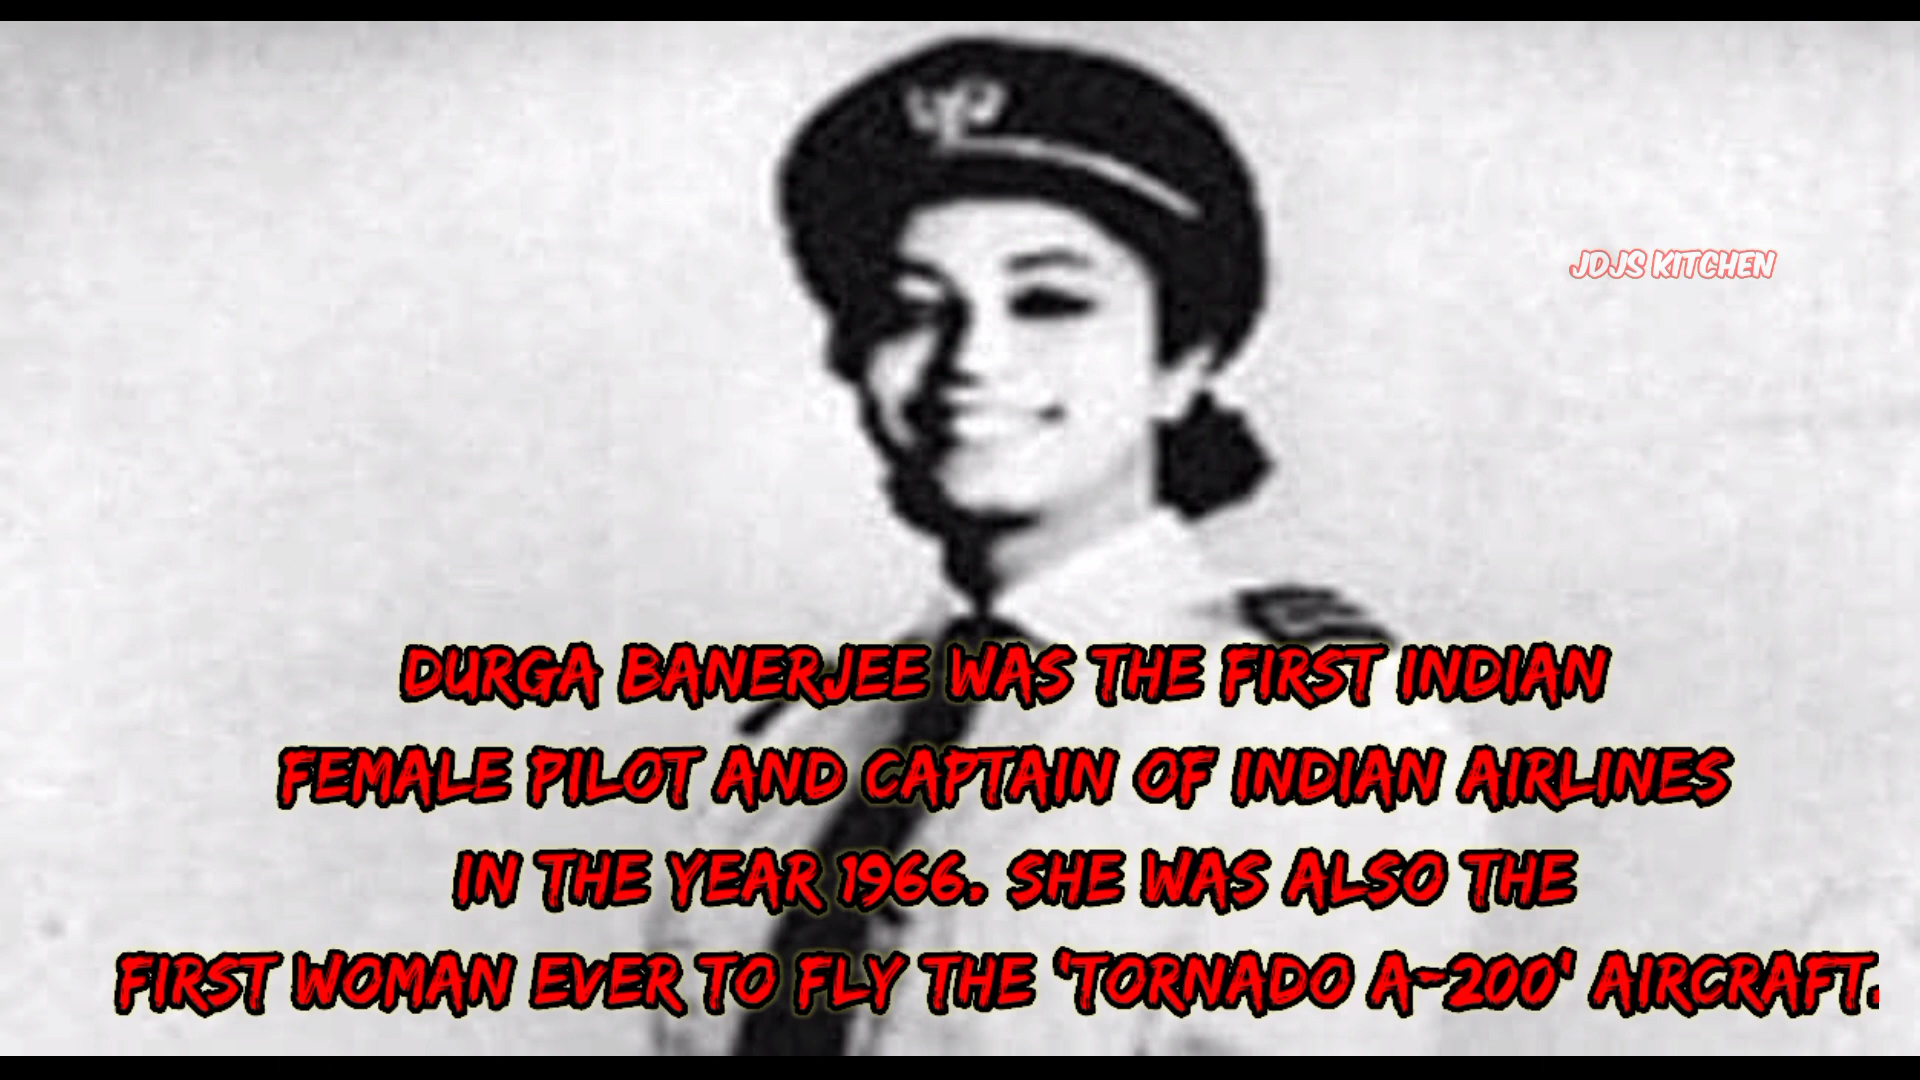 JDJS KITCHEN
DURGA BANERJEE WAS THE FIRST INDIAN
FEMALE PILOT AND CAPTAIN OF INDIAN AIRLINES
IN THE YEAR 1966. SHE WAS ALSO THE
FIRST WOMAN EVER TO FLY THE 'TORNADO A-200' AIRCRAFT.